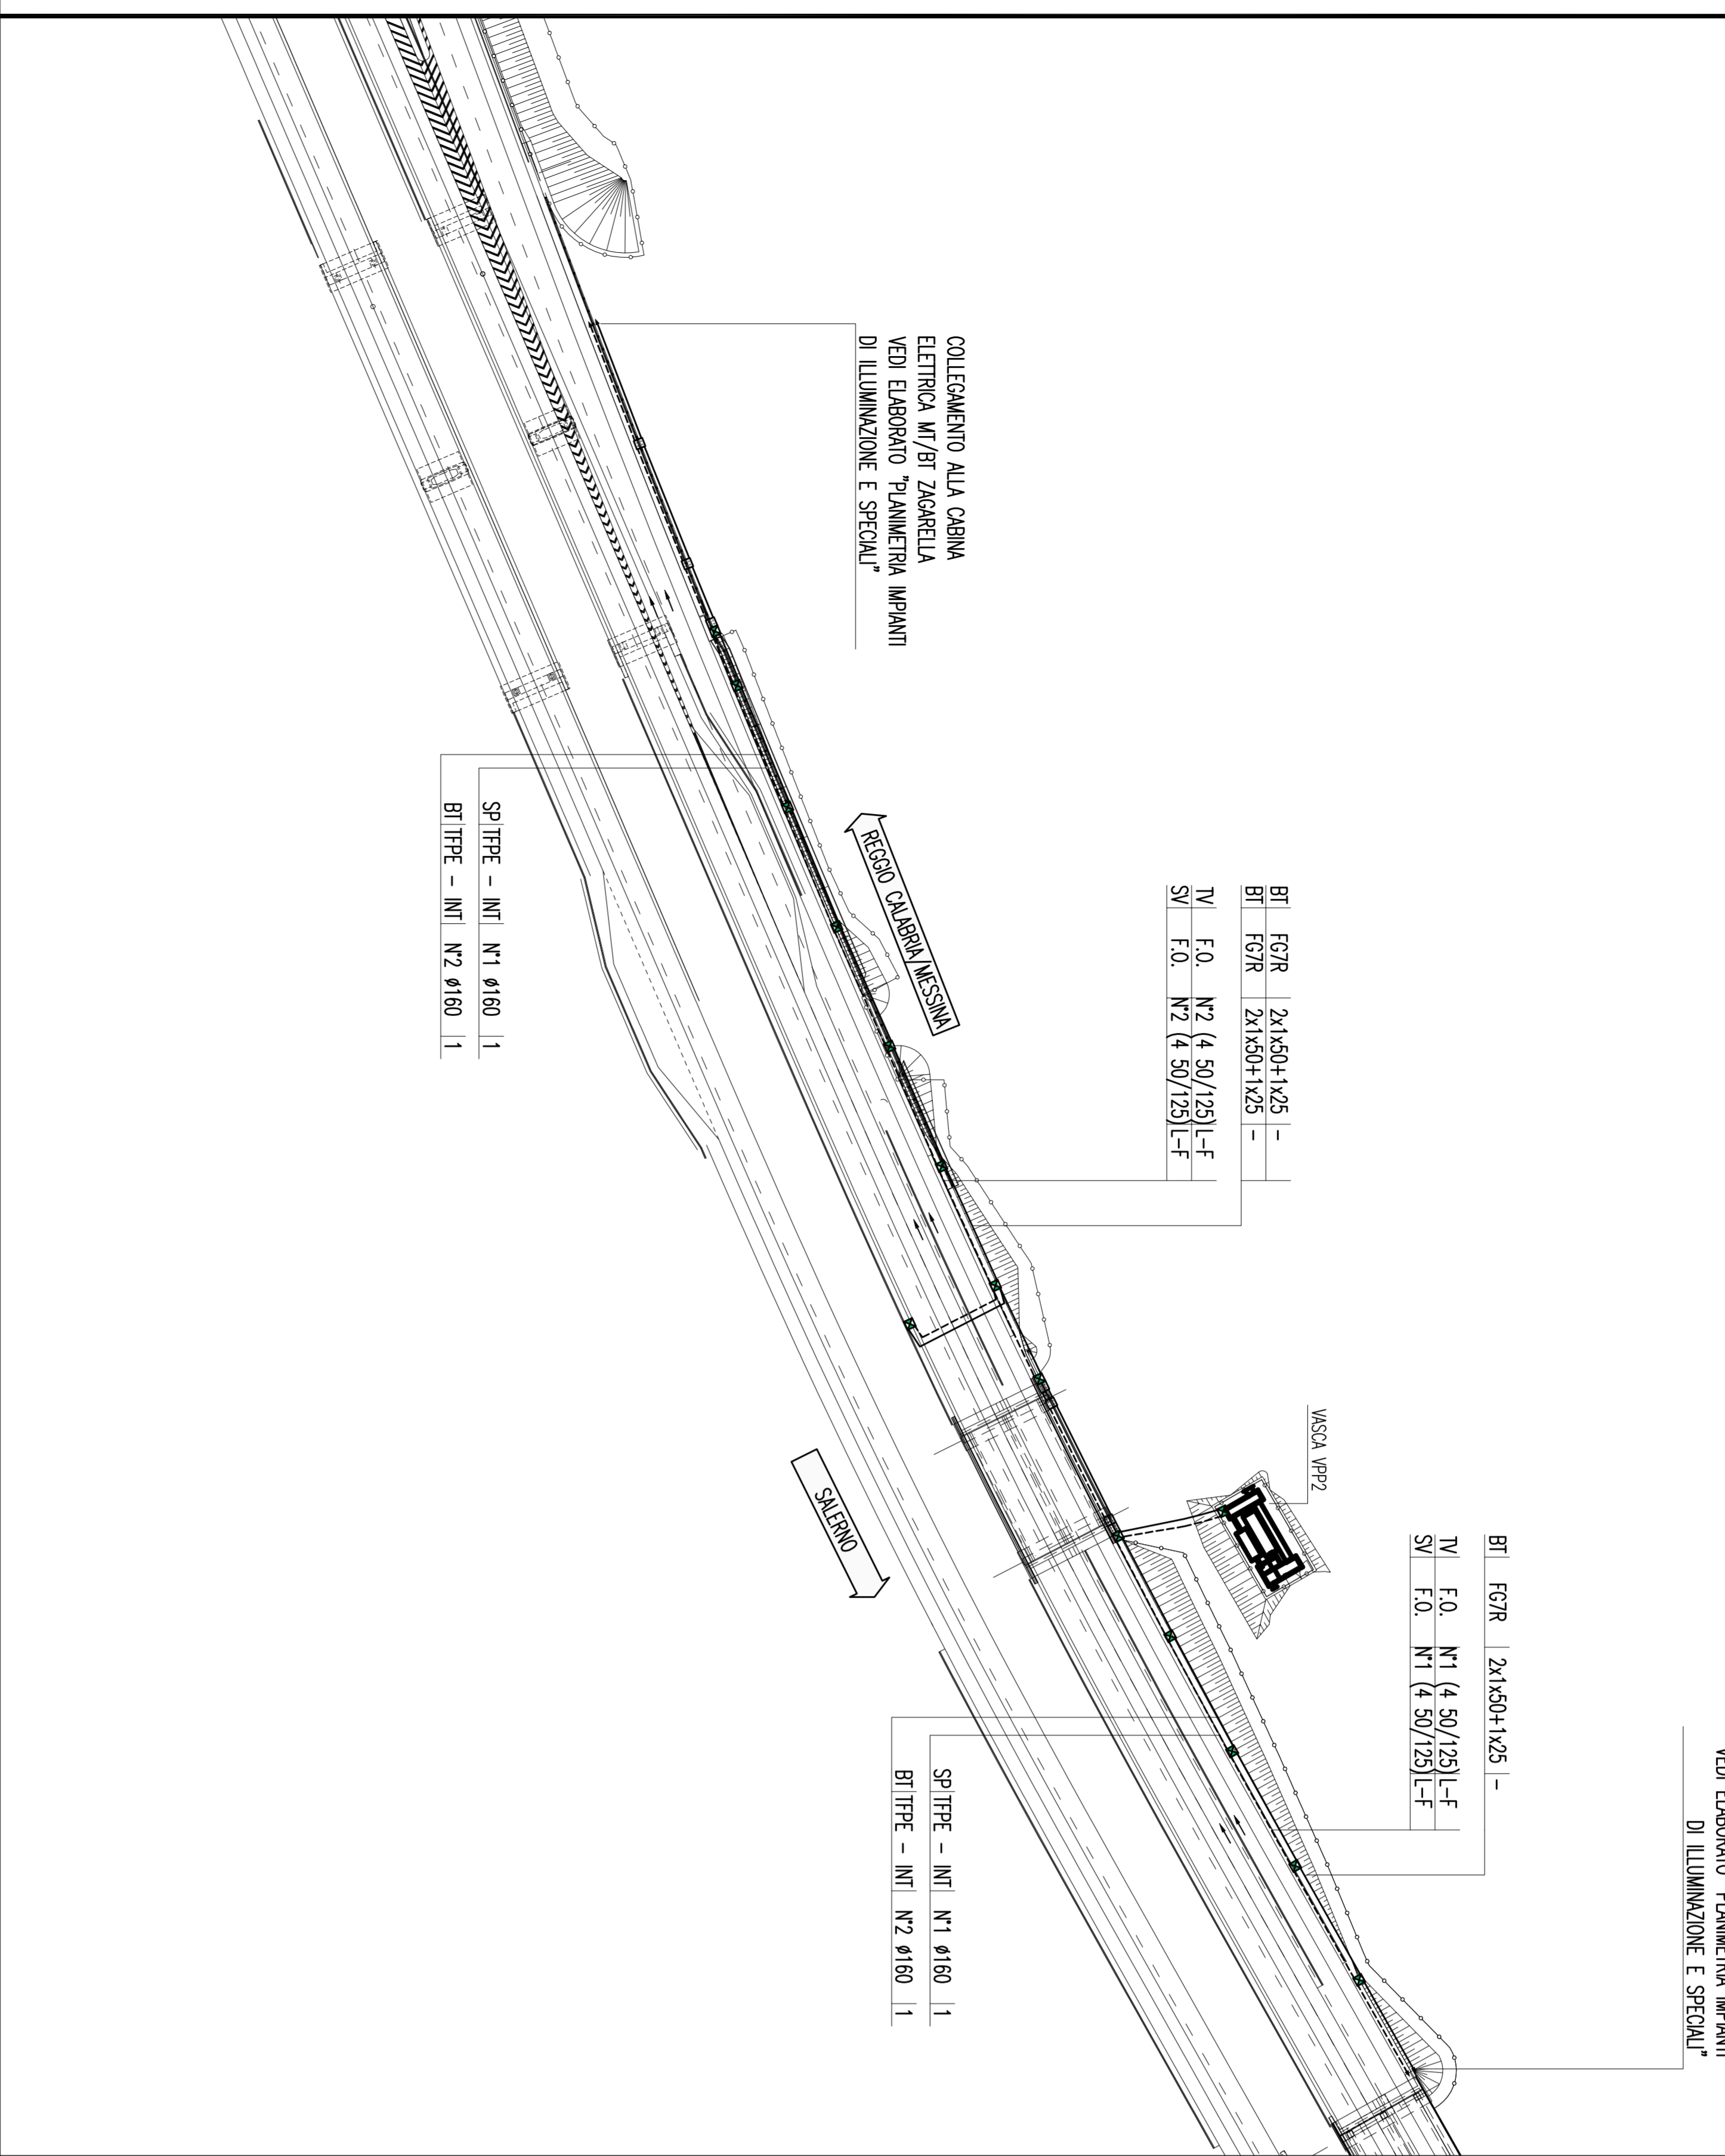 COLLEGAMENTO ALLA CABINA
ELETTRICA MT/BT ZAGARELLA
VEDI ELABORATO "PLANIMETRIA IMPIANTI
DI ILLUMINAZIONE E SPECIALI"
SP TFPE - INT N°1 ø160 1
BT TFPE - INT N°2 ø160 1
REGGIO CALABRIA/MESSINA
BT FG7R 2x1x50+1x25 -
BT FG7R 2x1x50+1x25 -
TV F.O. N°2 (4 50/125) L-F
SV F.O. N°2 (4 50/125) L-F
VASCA VPP2
SALERNO
BT FG7R 2x1x50+1x25 -
TV F.O. N°1 (4 50/125) L-F
SV F.O. N°1 (4 50/125) L-F
SP TFPE - INT N°1 ø160 1
BT TFPE - INT N°2 ø160 1
VEDI ELABORATO "PLANIMETRIA IMPIANTI
DI ILLUMINAZIONE E SPECIALI"